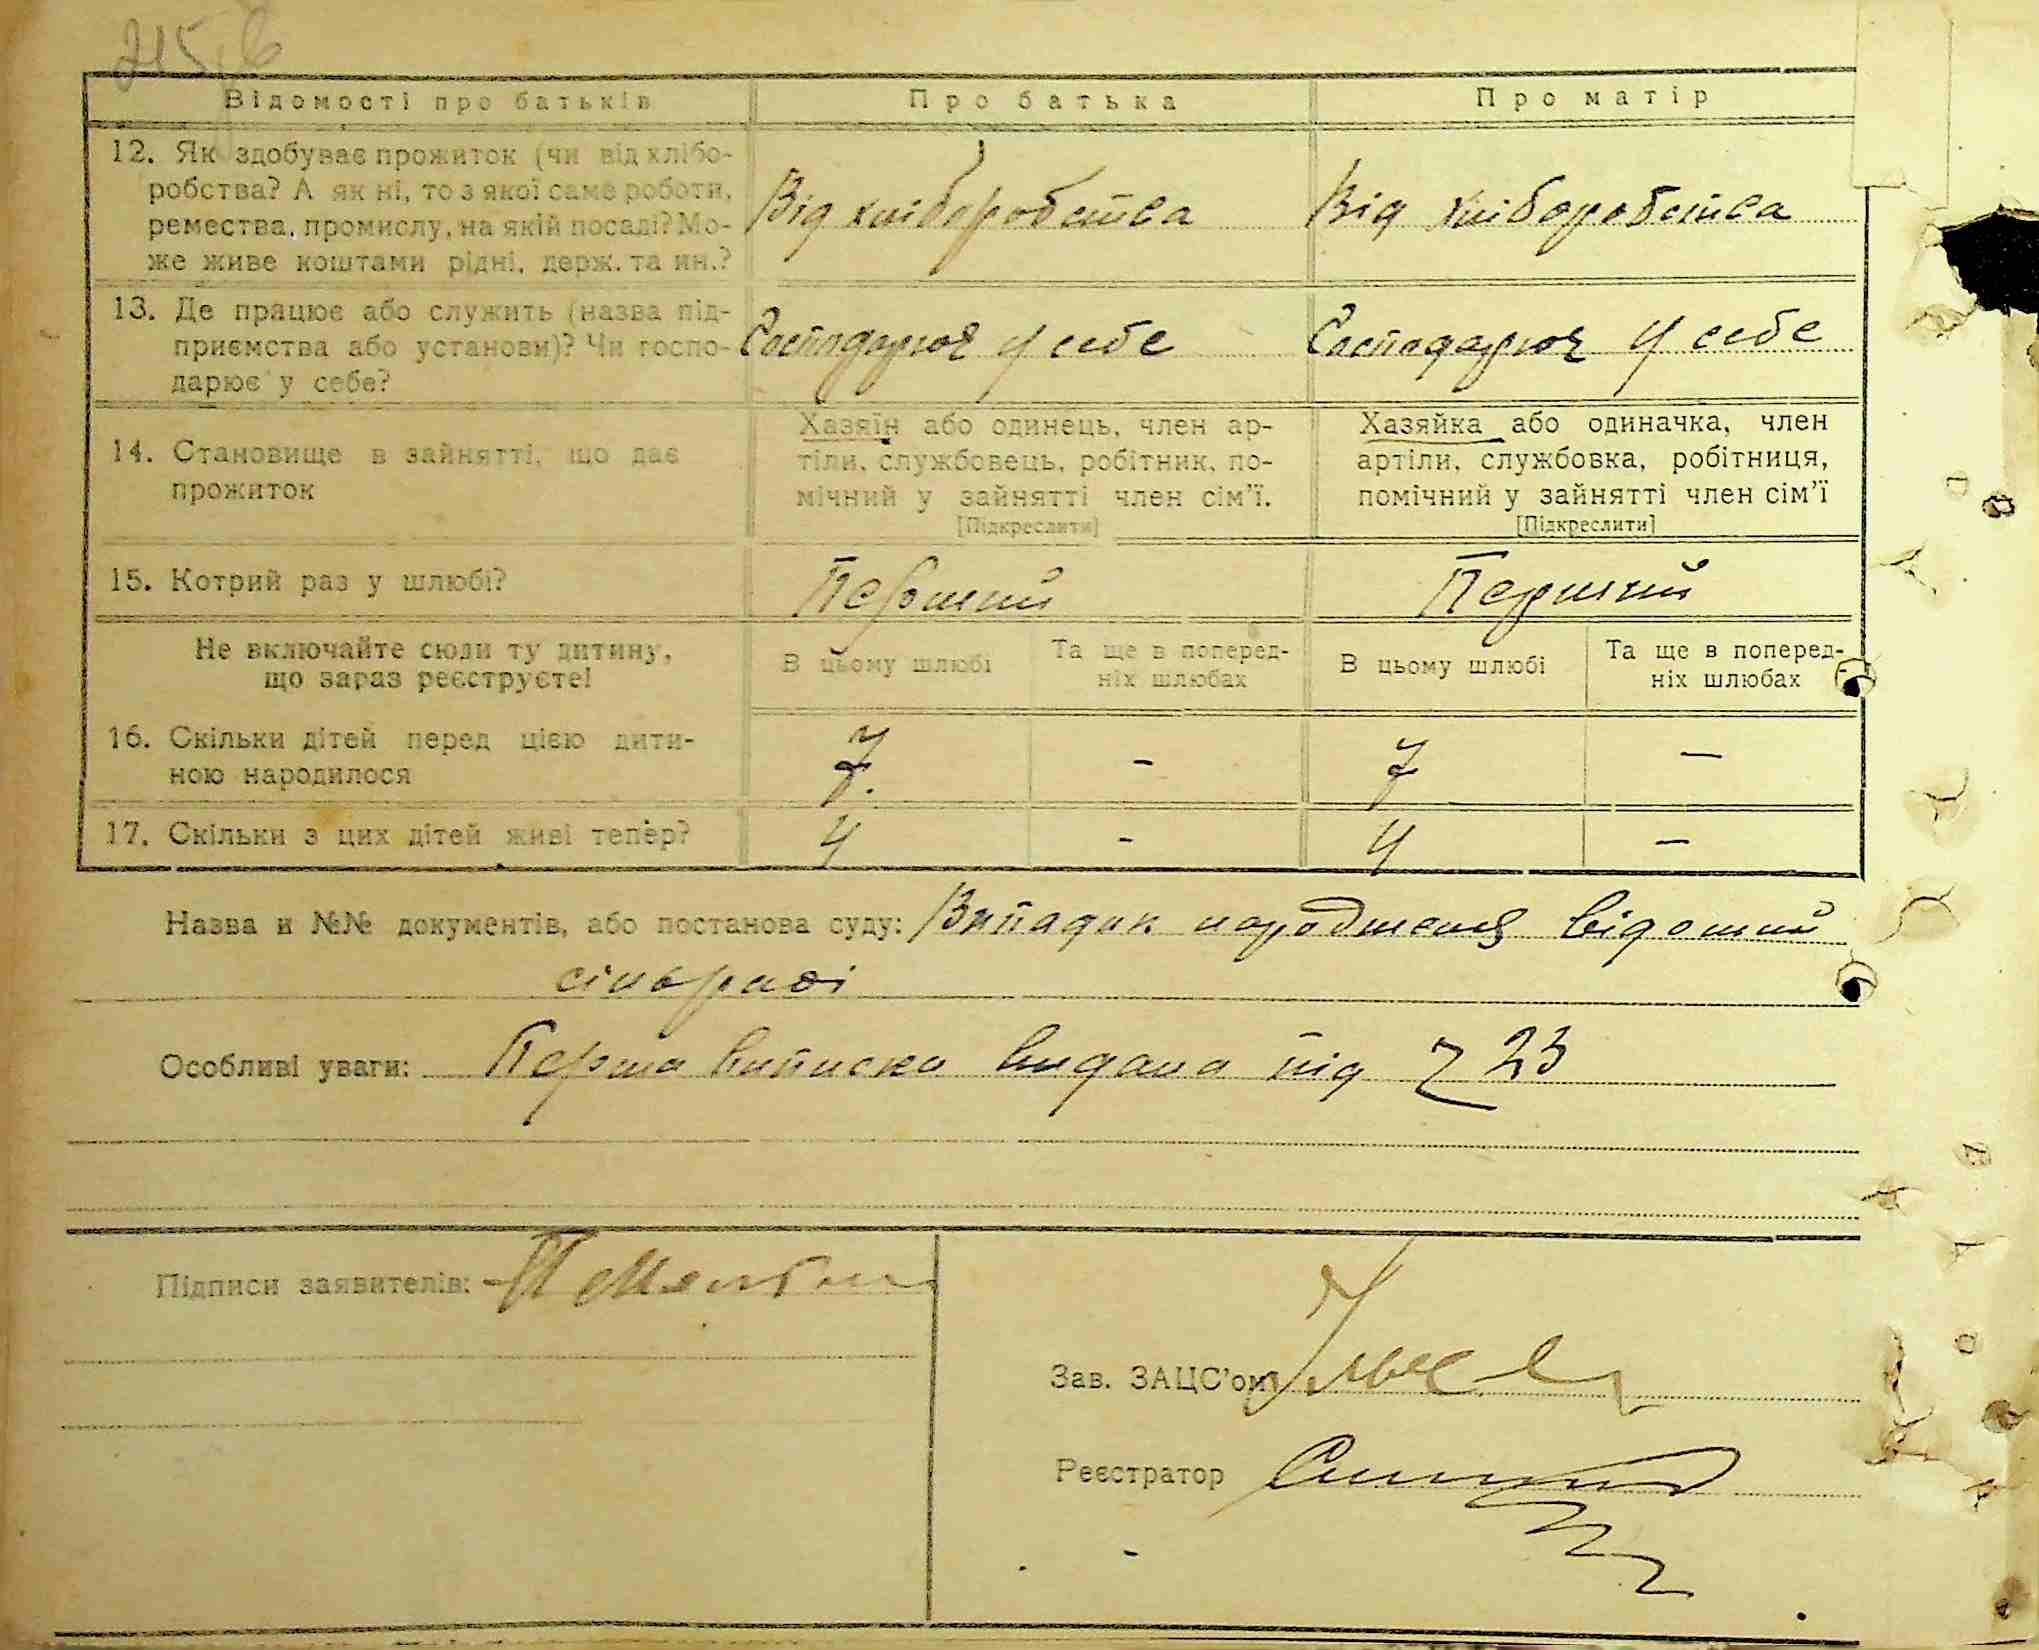 Відомості про батьків Про батька Про матір
12. Як здобуває прожиток (чи від хлібо-
робства? А як ні, то з якої саме роботи,
ремества, промислу, на якій посаді? Мо-
же живе коштами рідні, держ. та ин.?
Від хліборобства Від хліборобства
13. Де працює або служить (назва під-
приємства або установи)? Чи госпо-
дарює у себе?
Господарює у себе Господарює у себе
14. Становище в зайнятті, що дає
прожиток
Хазяїн або одинець, член ар-
тіли, службовець, робітник, по-
мічний у зайнятті член сім'ї.
[Підкреслити]
Хазяйка або одиначка, член
артіли, службовка, робітниця,
помічний у зайнятті член сім'ї
[Підкреслити]
15. Котрий раз у шлюбі? Перший Перший
Не включайте сюди ту дитину,
що зараз реєструєте!
В цьому шлюбі
Та ще в поперед-
ніх шлюбах
В цьому шлюбі
Та ще в поперед-
ніх шлюбах
16. Скільки дітей перед цією дити-
ною народилося
7. - 7 —
17. Скільки з цих дітей живі тепер? 4 - 4 —
Назва и №№ документів, або постанова суду: Випадок народження відомий
сільраді
Особливі уваги: Перша виписка видана під 23
Підписи заявителів:
Зав. ЗАЦС'ом
Реєстратор